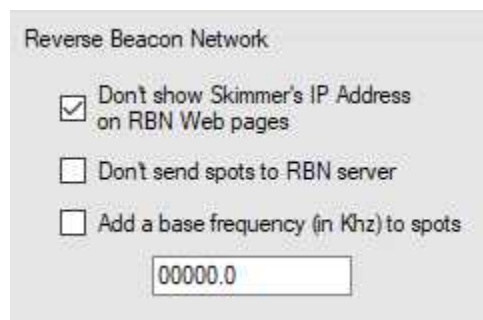 Reverse Beacon Network
Don't show Skimmer's IP Address
on RBN Web pages
Don't send spots to RBN server
Add a base frequency (in Khz) to spots
00000.0